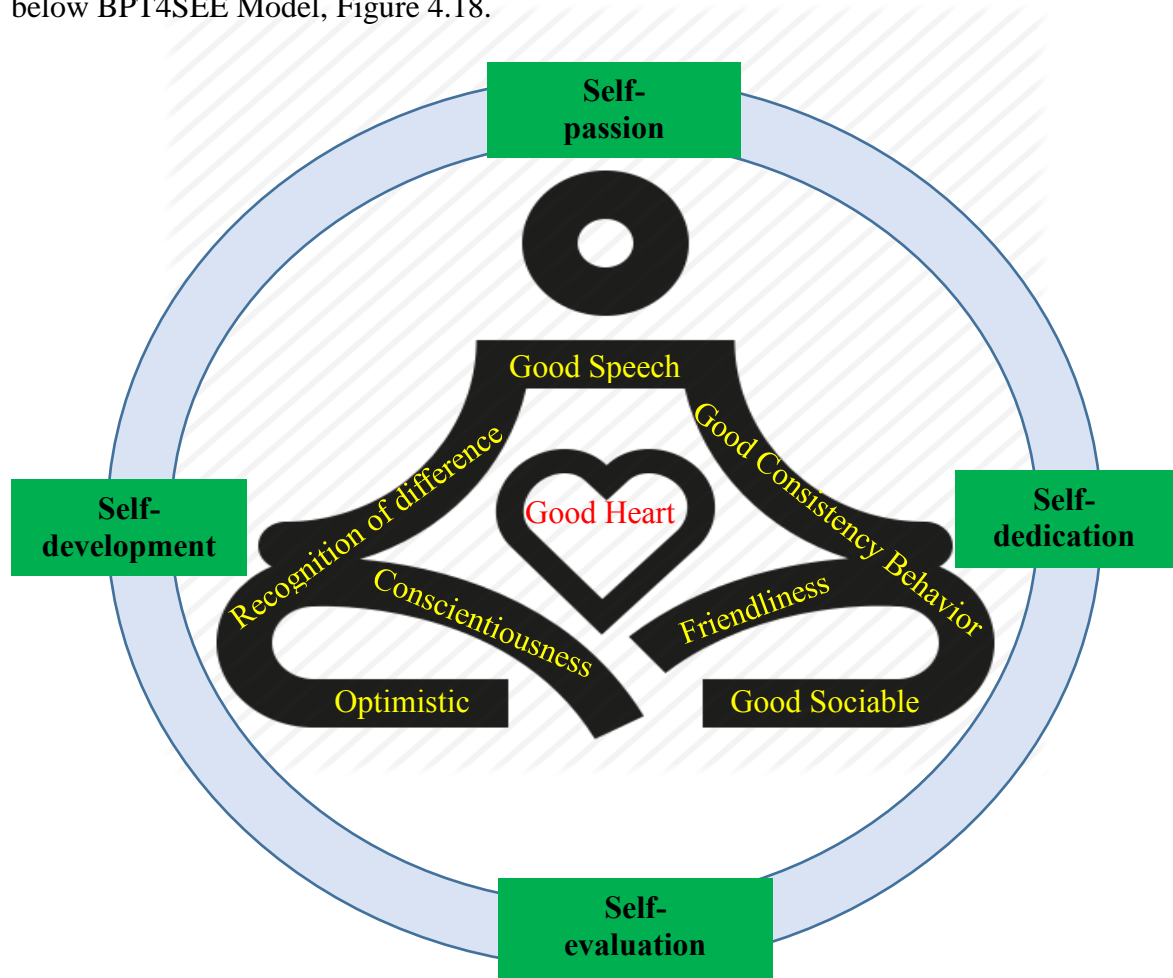 below BPT4SEE Model, Figure 4.18.
Self-
passion
Good Speech
Recognition of difference
Good Consistency Behavior
Good Heart
Self-
development
Self-
dedication
Conscientiousness
Friendliness
Optimistic
Good Sociable
Self-
evaluation